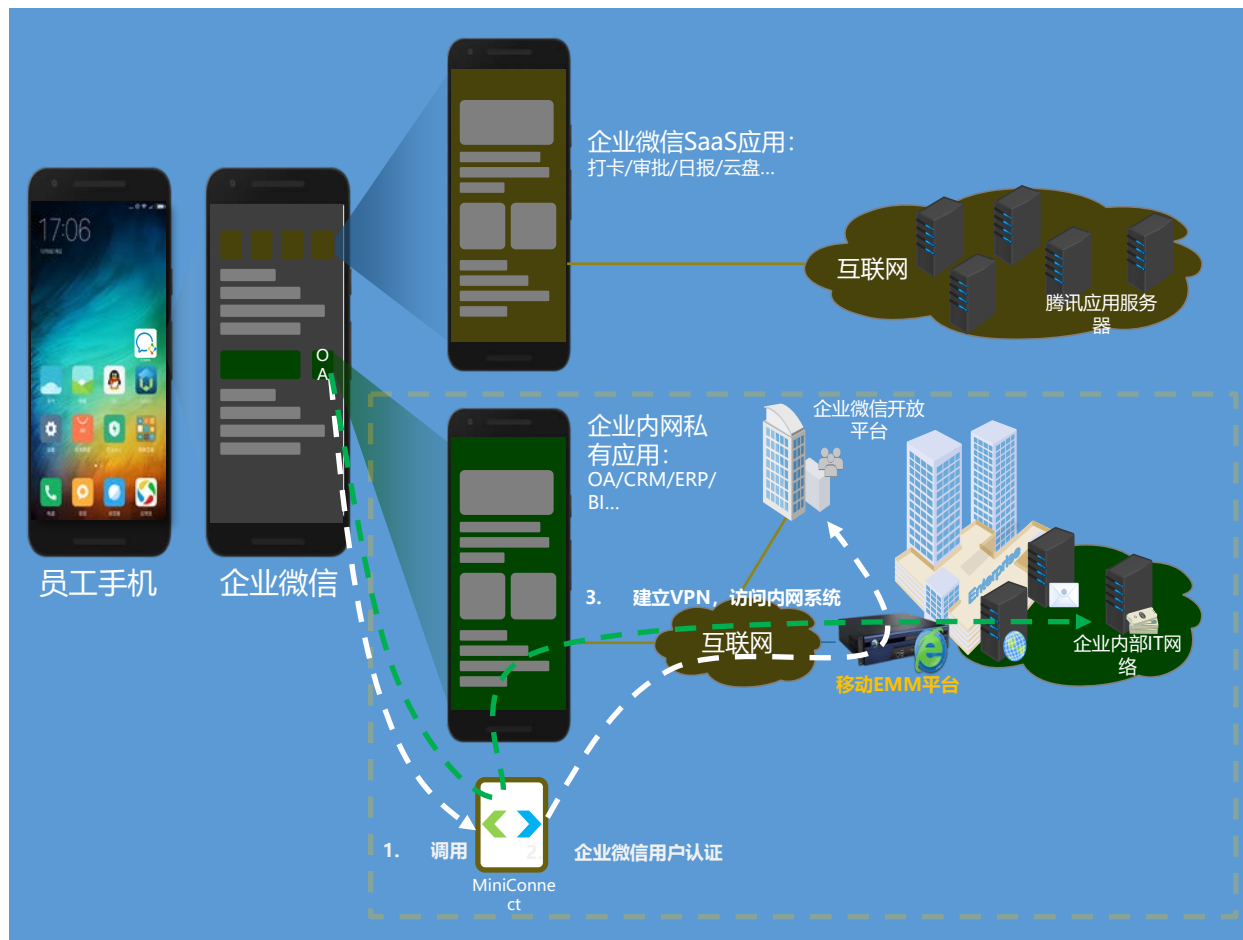 企业微信SaaS应用：
打卡/审批/日报/云盘...
17:06
互联网
腾讯应用服务
器
O
A
企业内网私
有应用：
OA/CRM/ERP/
BI...
企业微信开放
平台
Enterprise
员工手机
企业微信
3. 建立VPN，访问内网系统
互联网
企业内部IT网
络
移动EMM平台
1. 调用
2. 企业微信用户认证
MiniConne
ct